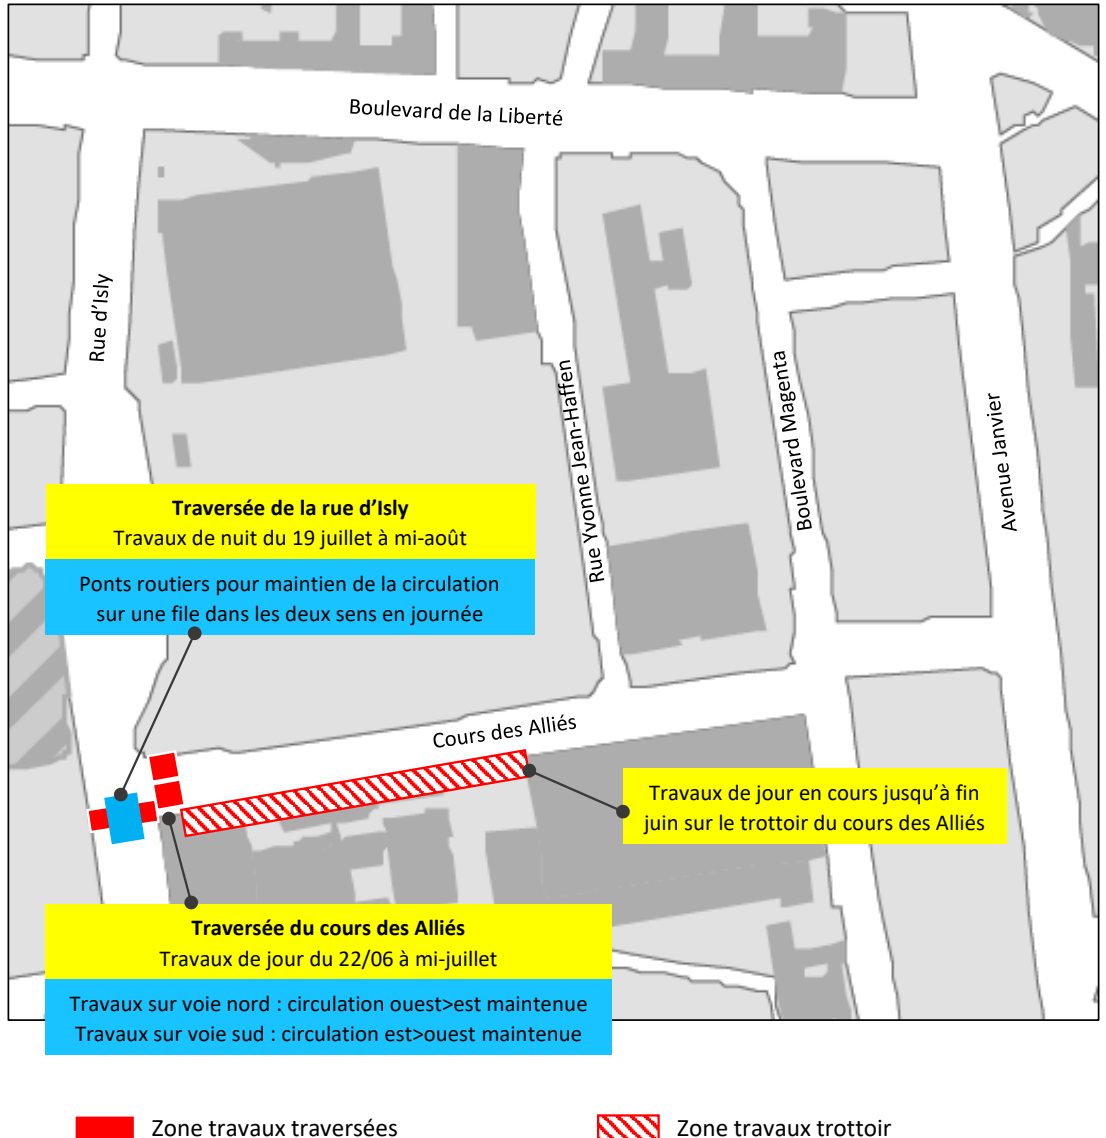 Boulevard de la Liberté
Rue d'Isly
Rue Yvonne Jean-Haffen
Boulevard Magenta
Avenue Janvier
Traversée de la rue d'Isly
Travaux de nuit du 19 juillet à mi-août
Ponts routiers pour maintien de la circulation
sur une file dans les deux sens en journée
Cours des Alliés
Travaux de jour en cours jusqu'à fin
juin sur le trottoir du cours des Alliés
Traversée du cours des Alliés
Travaux de jour du 22/06 à mi-juillet
Travaux sur voie nord : circulation ouest>est maintenue
Travaux sur voie sud : circulation est>ouest maintenue
Zone travaux traversées
Zone travaux trottoir